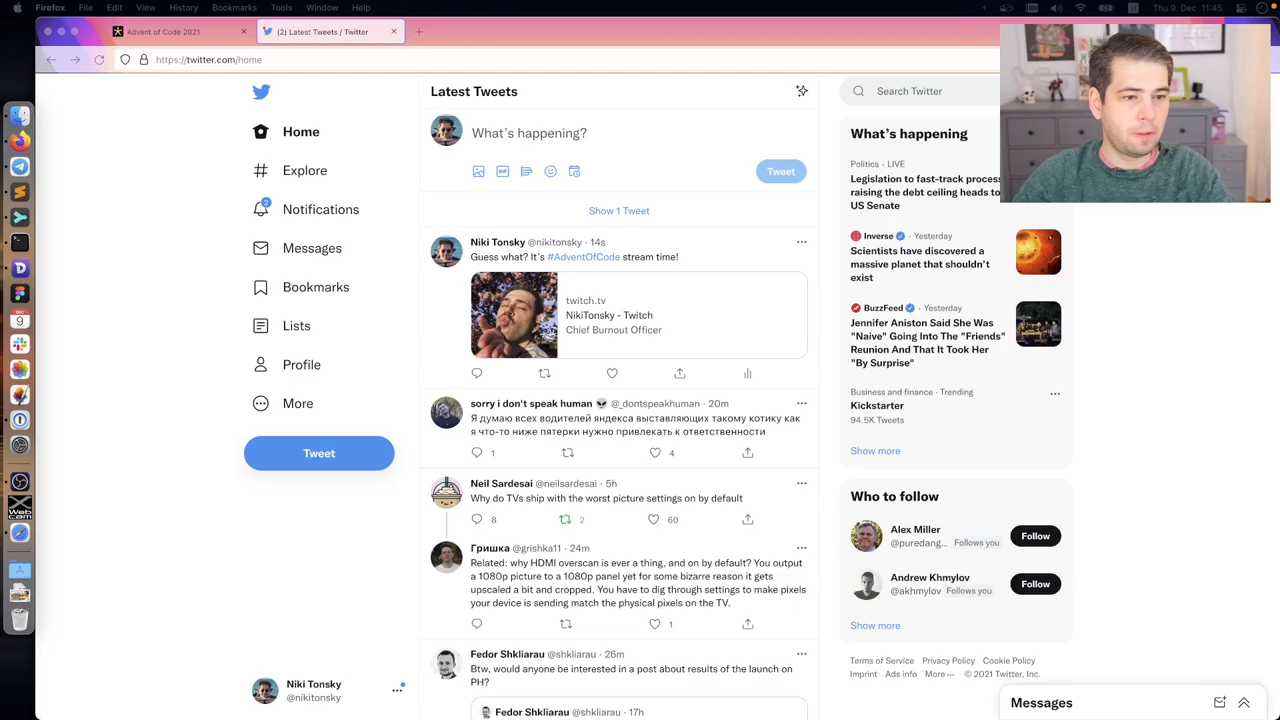 Firefox File Edit View History Bookmarks Tools Window Help
Thu 9. Dec 11:45
Advent of Code 2021
(2) Latest Tweets / Twitter
https://twitter.com/home
Home
Explore
2
Notifications
Messages
Bookmarks
Lists
Profile
More
Tweet
Niki Tonsky
@nikitonsky
Latest Tweets
What's happening?
GIF
Tweet
Show 1 Tweet
Niki Tonsky @nikitonsky · 14s
Guess what? It's #AdventOfCode stream time!
twitch.tv
NikiTonsky - Twitch
Chief Burnout Officer
sorry i don't speak human 👽 @_dontspeakhuman · 20m
Я думаю всех водителей яндекса выставляющих такому котику как
я что-то ниже пятерки нужно привлекать к ответственности
1 4
Neil Sardesai @neilsardesai · 5h
Why do TVs ship with the worst picture settings on by default
8 2 60
Гришка @grishka11 · 24m
Related: why HDMI overscan is ever a thing, and on by default? You output
a 1080p picture to a 1080p panel yet for some bizarre reason it gets
upscaled a bit and cropped. You have to dig through settings to make pixels
your device is sending match the physical pixels on the TV.
1
Fedor Shkliarau @shkliarau · 26m
Btw, would anyone be interested in a post about results of the launch on
PH?
Fedor Shkliarau @shkliarau · 17h
Search Twitter
What's happening
Politics · LIVE
Legislation to fast-track process
raising the debt ceiling heads to
US Senate
Inverse · Yesterday
Scientists have discovered a
massive planet that shouldn't
exist
BuzzFeed · Yesterday
Jennifer Aniston Said She Was
"Naive" Going Into The "Friends"
Reunion And That It Took Her
"By Surprise"
Business and finance · Trending
Kickstarter
94.5K Tweets
Show more
Who to follow
Alex Miller
@puredang... Follows you
Follow
Andrew Khmylov
@akhmylov Follows you
Follow
Show more
Terms of Service Privacy Policy Cookie Policy
Imprint Ads info More ··· © 2021 Twitter, Inc.
Messages
DEC
9
Web
cam